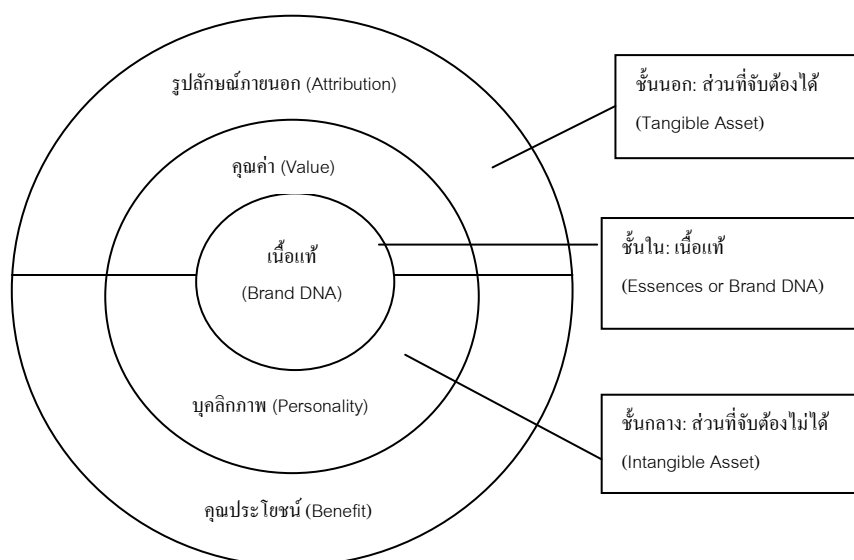 รูปลักษณ์ภายนอก (Attribution)
คุณค่า (Value)
เนื้อแท้
(Brand DNA)
บุคลิกภาพ (Personality)
คุณประโยชน์ (Benefit)
ชั้นนอก: ส่วนที่จับต้องได้
(Tangible Asset)
ชั้นใน: เนื้อแท้
(Essences or Brand DNA)
ชั้นกลาง: ส่วนที่จับต้องไม่ได้
(Intangible Asset)